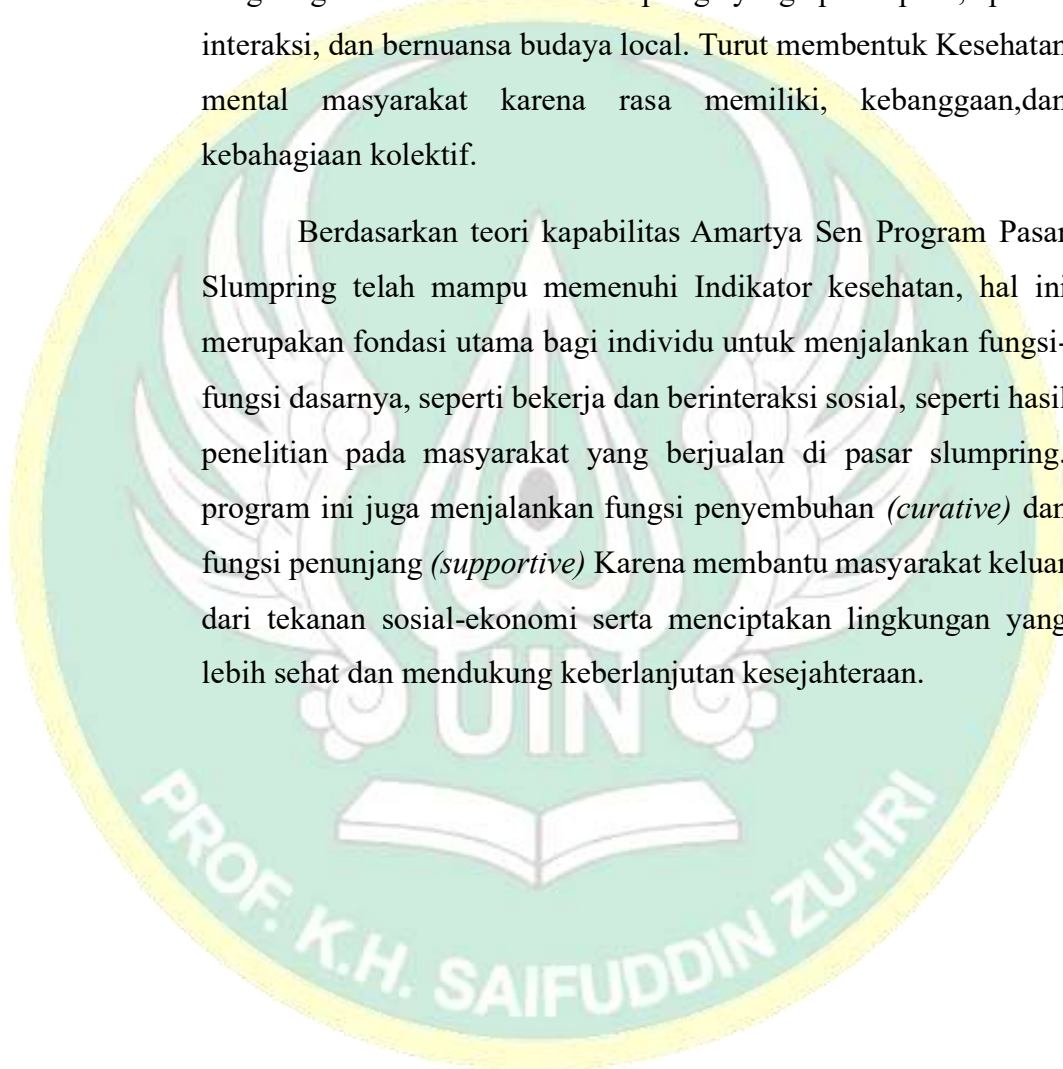 interaksi, dan bernuansa budaya local. Turut membentuk Kesehatan
mental masyarakat karena rasa memiliki, kebanggaan,dan
kebahagiaan kolektif.
Berdasarkan teori kapabilitas Amartya Sen Program Pasar
Slumpring telah mampu memenuhi Indikator kesehatan, hal ini
merupakan fondasi utama bagi individu untuk menjalankan fungsi-
fungsi dasarnya, seperti bekerja dan berinteraksi sosial, seperti hasil
penelitian pada masyarakat yang berjualan di pasar slumpring.
program ini juga menjalankan fungsi penyembuhan (curative) dan
fungsi penunjang (supportive) Karena membantu masyarakat keluar
dari tekanan sosial-ekonomi serta menciptakan lingkungan yang
lebih sehat dan mendukung keberlanjutan kesejahteraan.
UIN
PROF. K.H. SAIFUDDIN ZUHRI